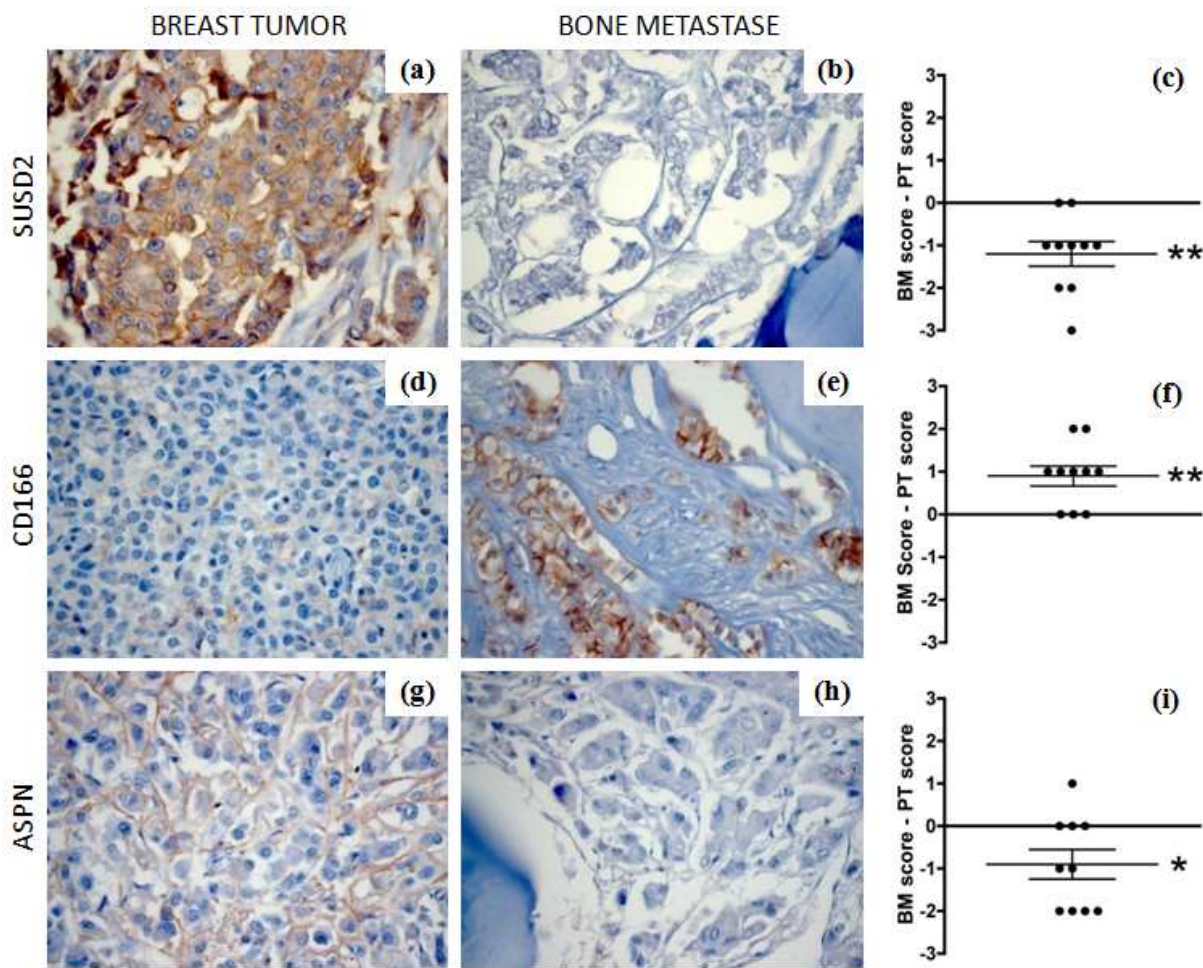 BREAST TUMOR
BONE METASTASE
SUSD2
(a)
(b)
(c)
3
2
1
0
-1
-2
-3
BM score - PT score
**
CD166
(d)
(e)
(f)
3
2
1
0
-1
-2
-3
BM Score - PT score
**
ASPN
(g)
(h)
(i)
3
2
1
0
-1
-2
-3
BM score - PT score
*